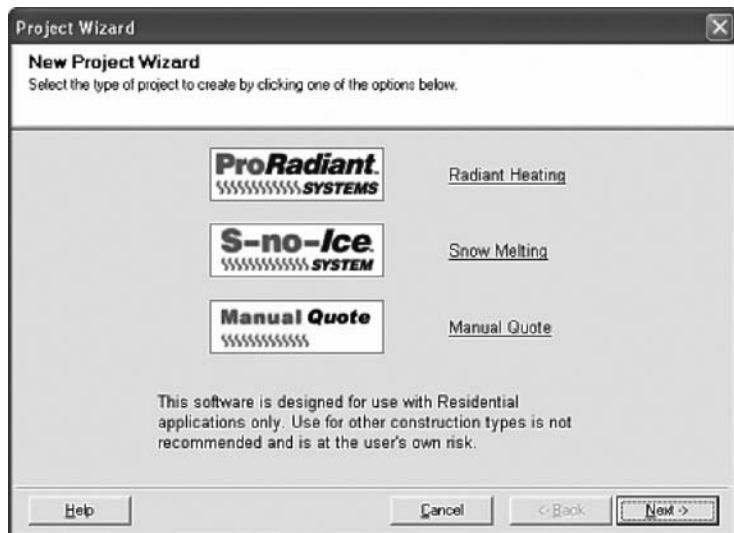 Project Wizard
New Project Wizard
Select the type of project to create by clicking one of the options below.
ProRadiant.
SYSTEMS
Radiant Heating
S-no-Ice.
SYSTEM
Snow Melting
Manual Quote
Manual Quote
This software is designed for use with Residential
applications only. Use for other construction types is not
recommended and is at the user's own risk.
Help
Cancel
<- Back
Next ->